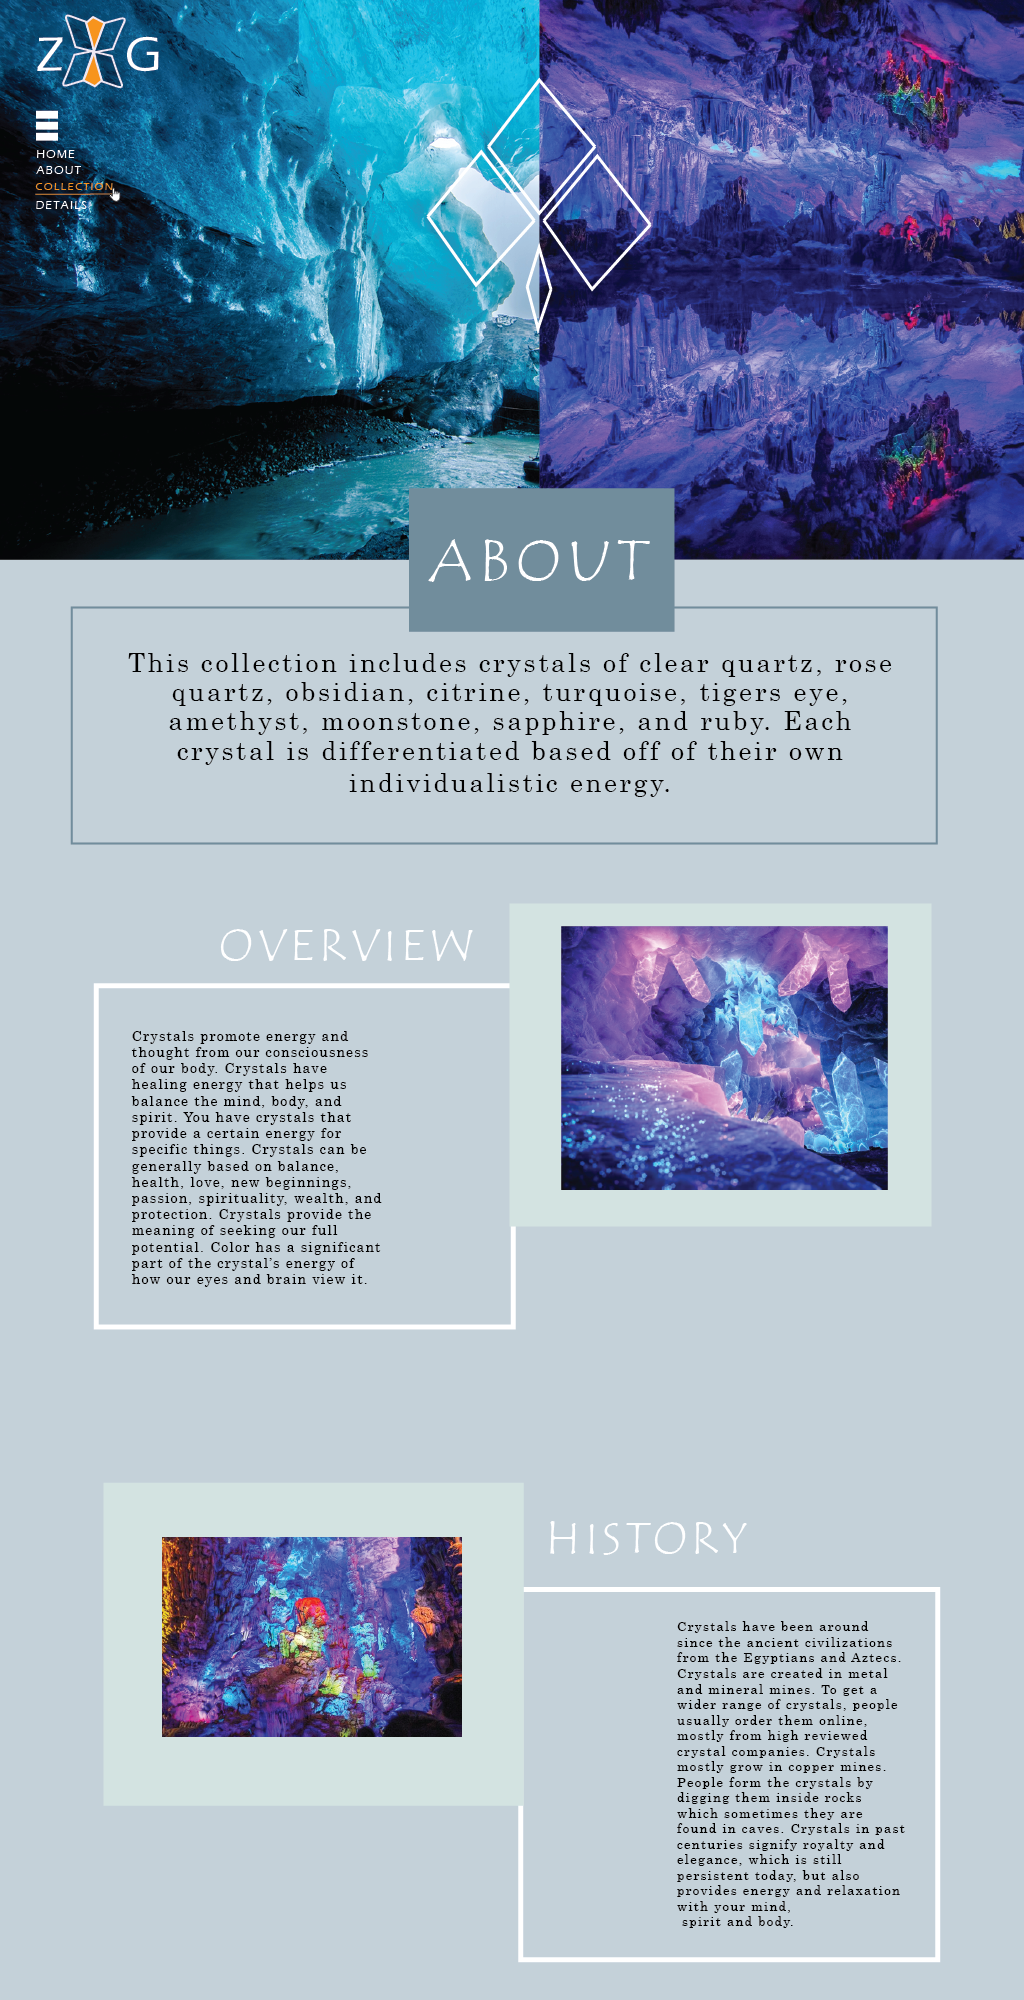 Z G
HOME
ABOUT
COLLECTION
DETAILS
ABOUT
This collection includes crystals of clear quartz, rose
quartz, obsidian, citrine, turquoise, tigers eye,
amethyst, moonstone, sapphire, and ruby. Each
crystal is differentiated based off of their own
individualistic energy.
OVERVIEW
Crystals promote energy and
thought from our consciousness
of our body. Crystals have
healing energy that helps us
balance the mind, body, and
spirit. You have crystals that
provide a certain energy for
specific things. Crystals can be
generally based on balance,
health, love, new beginnings,
passion, spirituality, wealth, and
protection. Crystals provide the
meaning of seeking our full
potential. Color has a significant
part of the crystal's energy of
how our eyes and brain view it.
HISTORY
Crystals have been around
since the ancient civilizations
from the Egyptians and Aztecs.
Crystals are created in metal
and mineral mines. To get a
wider range of crystals, people
usually order them online,
mostly from high reviewed
crystal companies. Crystals
mostly grow in copper mines.
People form the crystals by
digging them inside rocks
which sometimes they are
found in caves. Crystals in past
centuries signify royalty and
elegance, which is still
persistent today, but also
provides energy and relaxation
with your mind,
spirit and body.